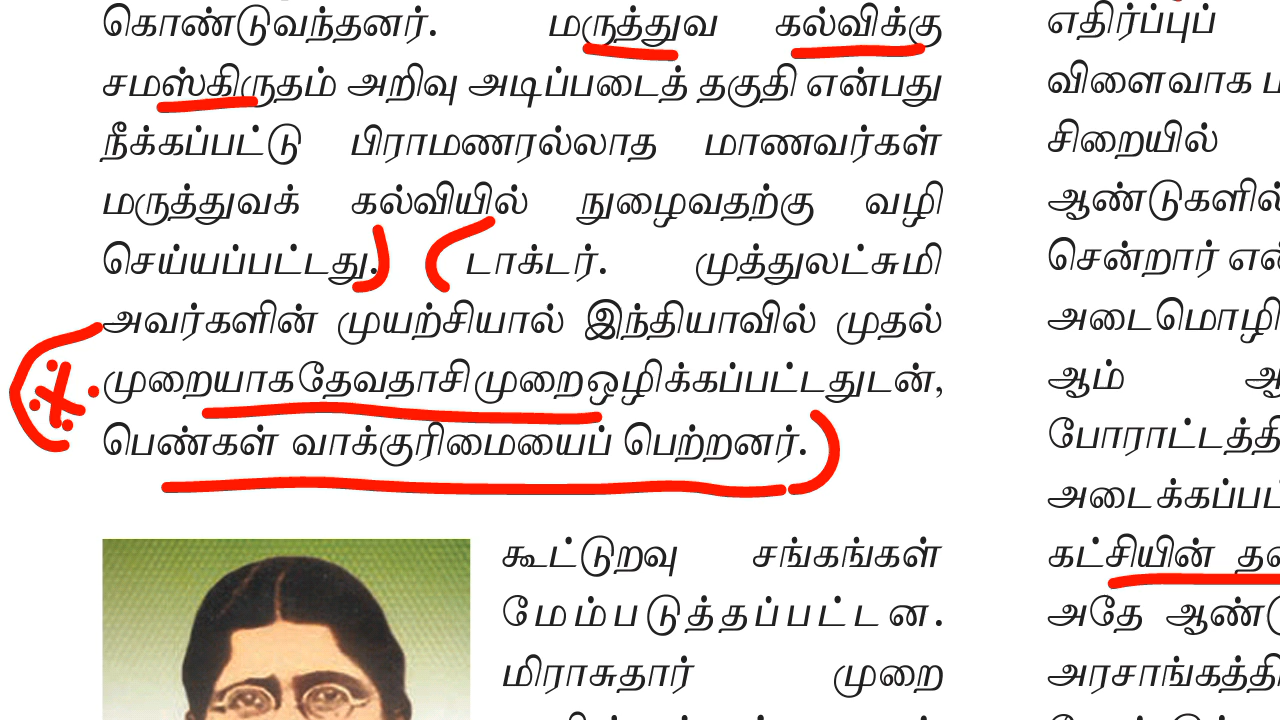 கொண்டுவந்தனர். மருத்துவ கல்விக்கு
சமஸ்கிருதம் அறிவு அடிப்படைத் தகுதி என்பது
நீக்கப்பட்டு பிராமணரல்லாத மாணவர்கள்
மருத்துவக் கல்வியில் நுழைவதற்கு வழி
செய்யப்பட்டது. டாக்டர். முத்துலட்சுமி
அவர்களின் முயற்சியால் இந்தியாவில் முதல்
முறையாகதேவதாசிமுறைஒழிக்கப்பட்டதுடன்,
பெண்கள் வாக்குரிமையைப் பெற்றனர்.
கூட்டுறவு சங்கங்கள்
மேம்படுத்தப்பட்டன.
மிராசுதார் முறை
எதிர்ப்புப்
விளைவாக
சிறையில்
ஆண்டுகளில்
சென்றார்
அடைமொழி
ஆம்
போராட்டத்தி
அடைக்கப்பட்
கட்சியின்
அதே ஆண்டு
அரசாங்கத்தி